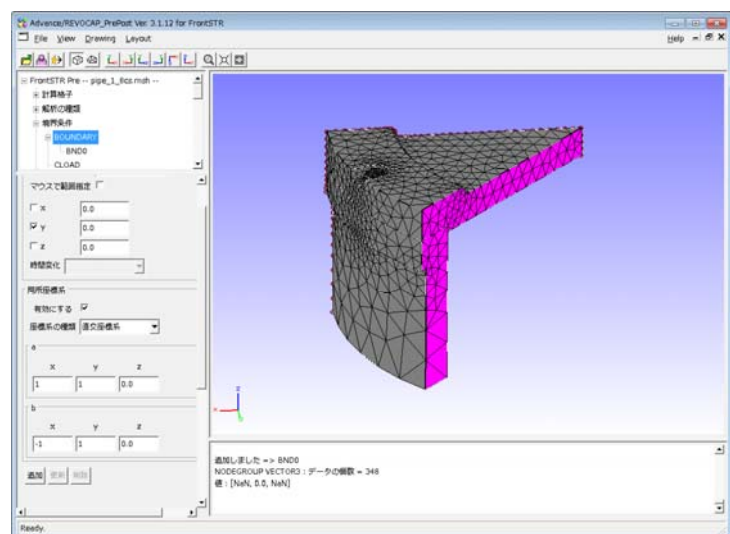 Advance/REVOCAP_PrePost Ver. 3.1.12 for FrontSTR
File View Drawing Layout Help
FrontSTR Pre -- pipe_1_8cs.msh --
計算格子
解析の種類
境界条件
BOUNDARY
BND0
CLOAD
マウスで範囲指定
x 0.0
y 0.0
z 0.0
時間変化
局所座標系
有効にする
座標系の種類 直交座標系
a
x y z
1 1 0.0
b
x y z
-1 1 0.0
追加 更新 削除
z
x
追加しました => BND0
NODEGROUP VECTOR3 : データの個数 = 348
値 : [NaN, 0.0, NaN]
Ready.